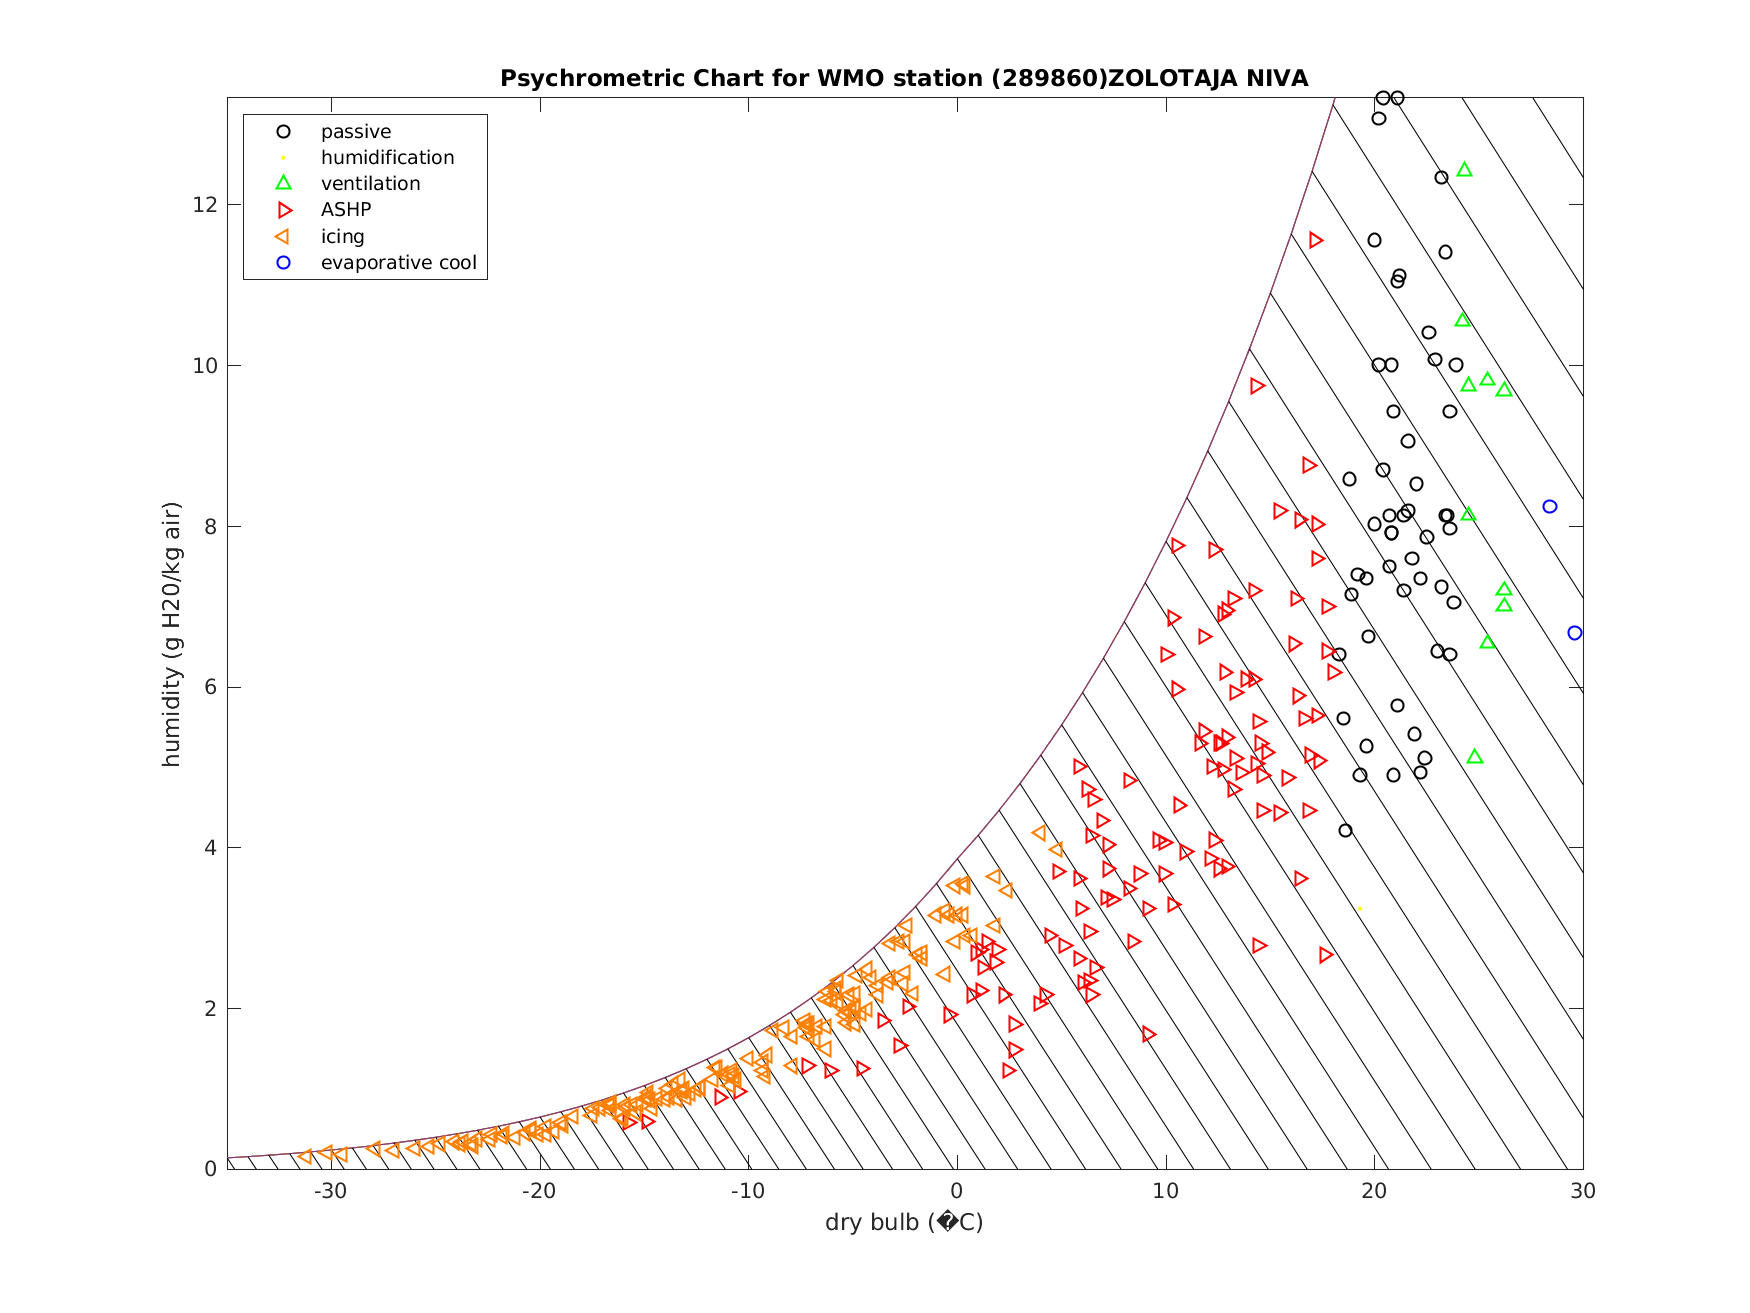 Psychrometric Chart for WMO station (289860)ZOLOTAJA NIVA
passive
humidification
ventilation
ASHP
icing
evaporative cool
humidity (g H20/kg air)
12
10
8
6
4
2
0
-30 -20 -10 0 10 20 30
dry bulb (�C)